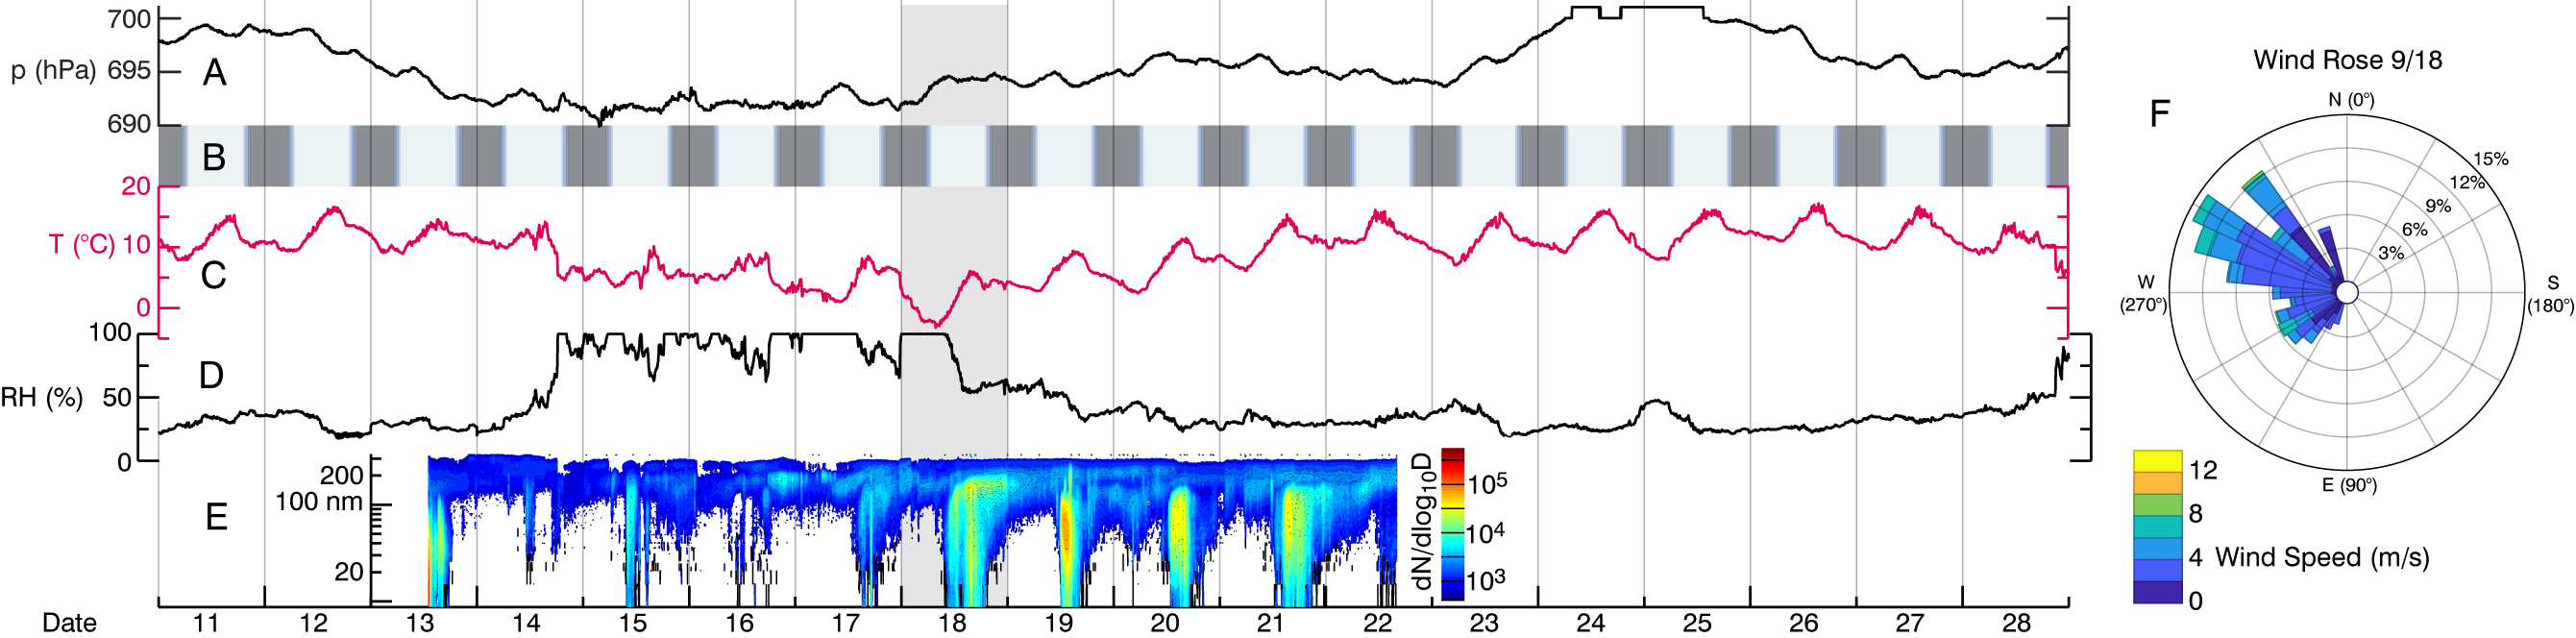 700
p (hPa) 695
690
A
B
20
T (°C) 10
0
C
100
RH (%) 50
0
D
200
100 nm
20
E
dN/dlog10D
10^5
10^4
10^3
Date 11 12 13 14 15 16 17 18 19 20 21 22 23 24 25 26 27 28
Wind Rose 9/18
F
N (0°)
15%
12%
9%
6%
3%
W
(270°)
S
(180°)
E (90°)
12
8
4
0
Wind Speed (m/s)